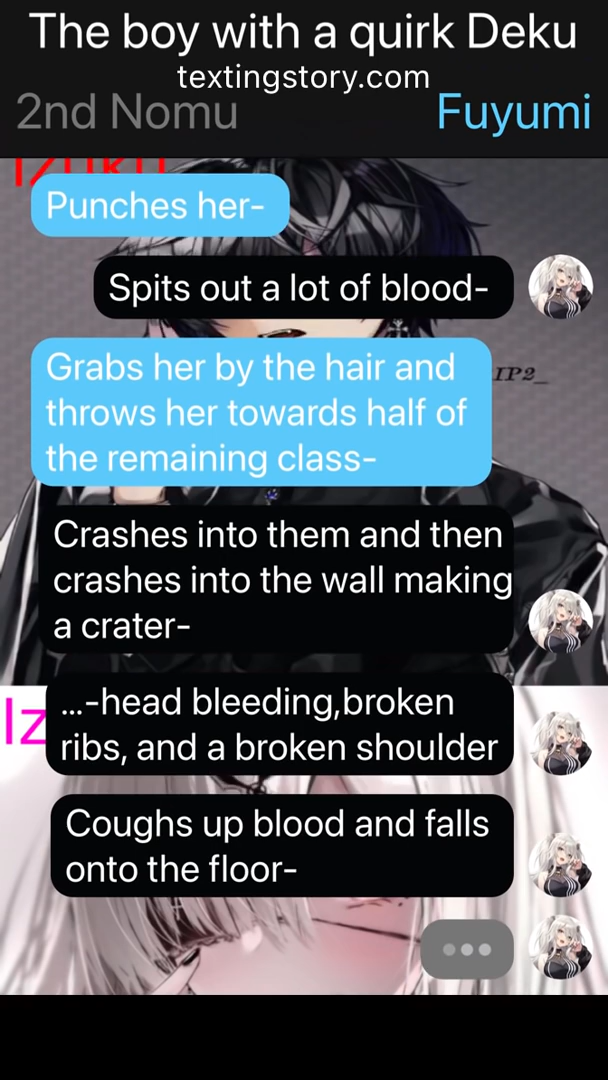 The boy with a quirk Deku
textingstory.com
2nd Nomu
Fuyumi
Izuku
Punches her-
Spits out a lot of blood-
Grabs her by the hair and
throws her towards half of
the remaining class-
IP2_
Crashes into them and then
crashes into the wall making
a crater-
Iz
...-head bleeding,broken
ribs, and a broken shoulder
Coughs up blood and falls
onto the floor-